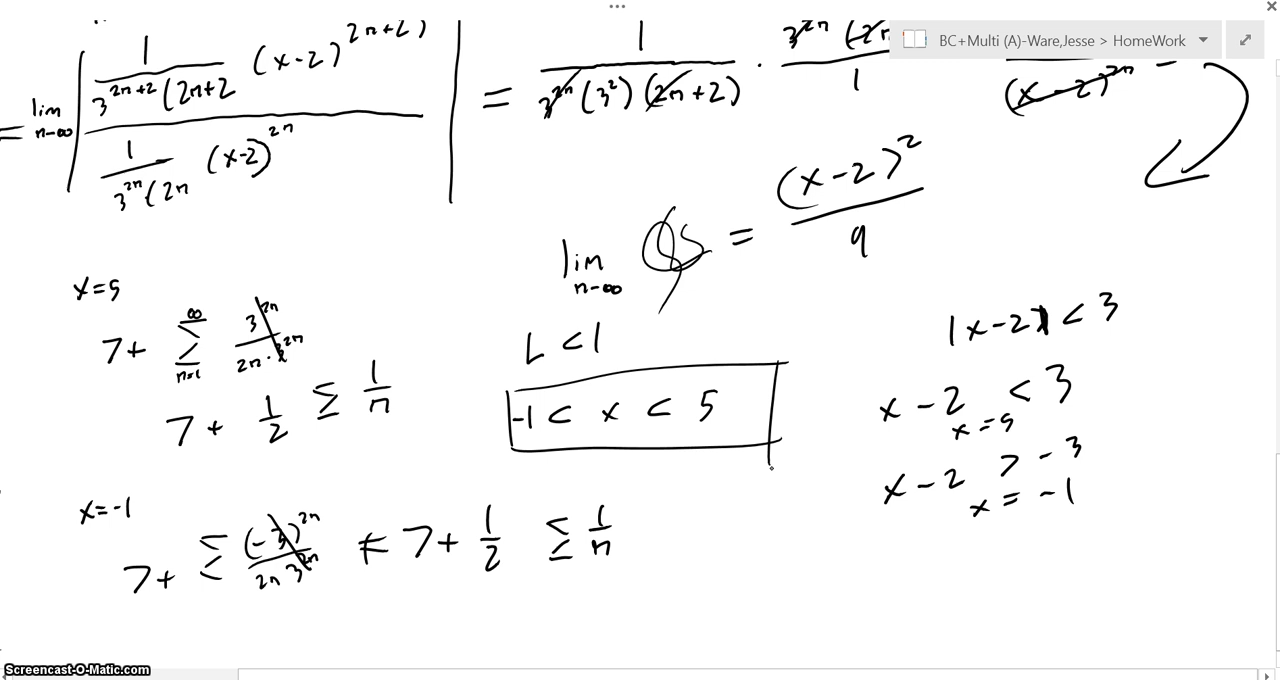 BC+Multi (A)-Ware,Jesse > HomeWork
= lim n→∞ | 1 / 3^(2n+2) (2n+2 (x-2)^(2n+2) / 1 / 3^(2n) (2n (x-2)^(2n) | = 1 / 3^(2n) (3^2) (2n+2) · 3^(2n) (2n / 1 (x-2)^(2n)
lim n→∞ = (x-2)^2 / 9
x=5
7+ ∞ Σ n=1 3^(2n) / 2n · 3^(2n)
7+ 1/2 Σ 1/n
L < 1
-1 < x < 5
|x-2| < 3
x-2 < 3
x=5
x-2 > -3
x = -1
x=-1
7+ Σ (-3)^(2n) / 2n 3^(2n) = 7+ 1/2 Σ 1/n
Screencast-O-Matic.com